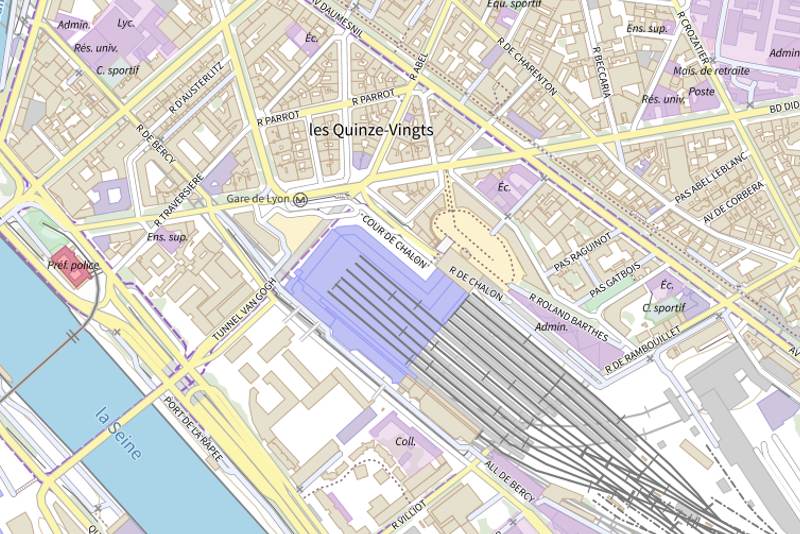 AV DAUMESNIL
Équ. sportif
Admin.
Lyc.
Rés. univ.
C. sportif
Éc.
R ABEL
R DE CHARENTON
Ens. sup.
R CROZATIER
Admin
Mais. de retraite
R BECCARIA
Rés. univ.
Poste
BD DID
R D'AUSTERLITZ
R PARROT
R PARROT
les Quinze-Vingts
R DE BERCY
R TRAVERSIERE
Gare de Lyon
M
Éc.
PAS ABEL LEBLANC
AV DE CORBERA
COUR DE CHALON
Ens. sup.
Préf. police
R DE CHALON
PAS RAGUINOT
PAS GATBOIS
Éc.
C. sportif
TUNNEL VAN GOGH
R ROLAND BARTHES
Admin.
R DE RAMBOUILLET
AV
PORT DE LA RAPEE
la Seine
Coll.
ALL DE BERCY
R VILLIOT
QU